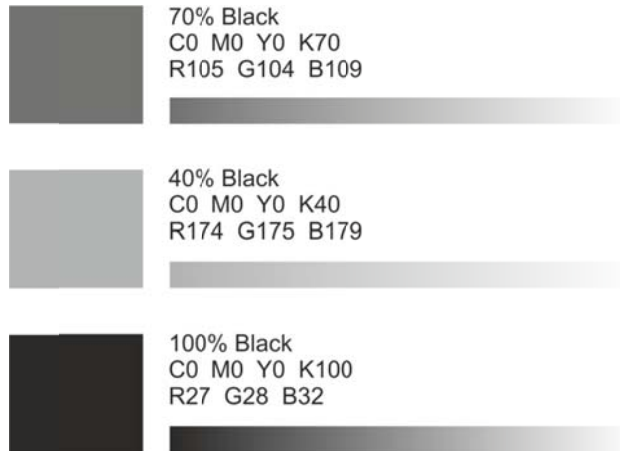 70% Black
C0 M0 Y0 K70
R105 G104 B109
40% Black
C0 M0 Y0 K40
R174 G175 B179
100% Black
C0 M0 Y0 K100
R27 G28 B32